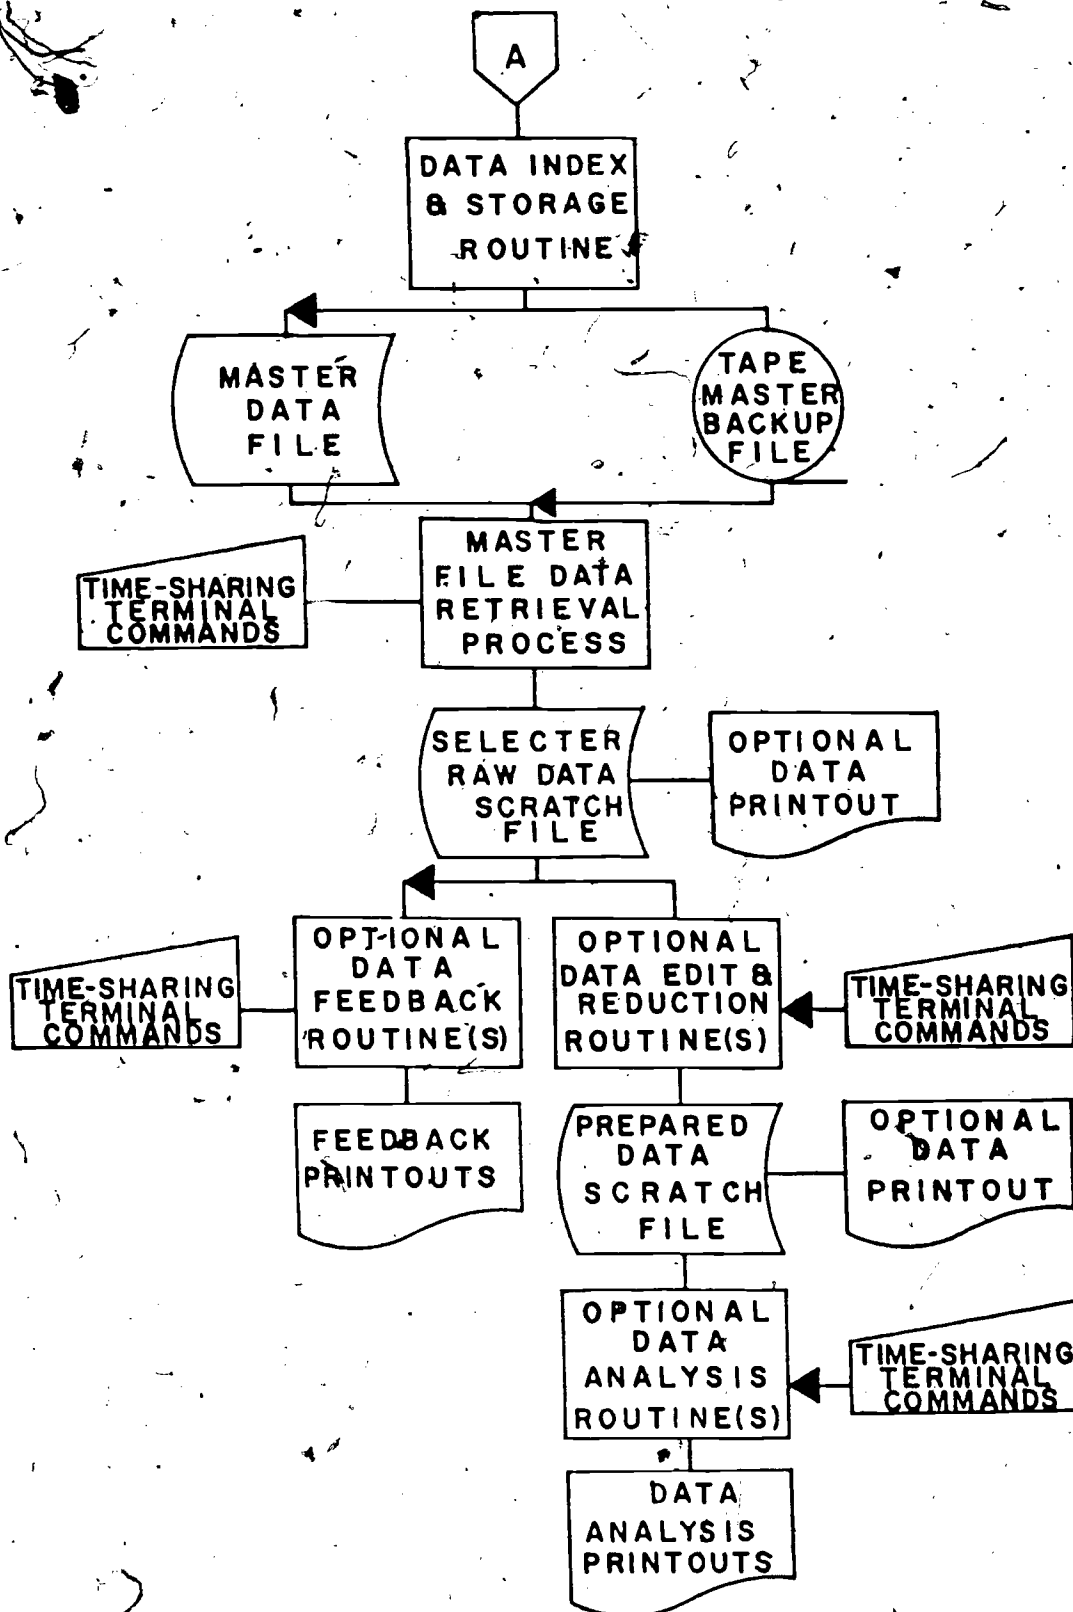 A
DATA INDEX
& STORAGE
ROUTINE
MASTER
DATA
FILE
TAPE
MASTER
BACKUP
FILE
MASTER
FILE DATA
RETRIEVAL
PROCESS
TIME-SHARING
TERMINAL
COMMANDS
SELECTER
RAW DATA
SCRATCH
FILE
OPTIONAL
DATA
PRINTOUT
OPTIONAL
DATA
FEEDBACK
ROUTINE(S)
OPTIONAL
DATA EDIT &
REDUCTION
ROUTINE(S)
TIME-SHARING
TERMINAL
COMMANDS
TIME-SHARING
TERMINAL
COMMANDS
FEEDBACK
PRINTOUTS
PREPARED
DATA
SCRATCH
FILE
OPTIONAL
DATA
PRINTOUT
OPTIONAL
DATA
ANALYSIS
ROUTINE(S)
TIME-SHARING
TERMINAL
COMMANDS
DATA
ANALYSIS
PRINTOUTS